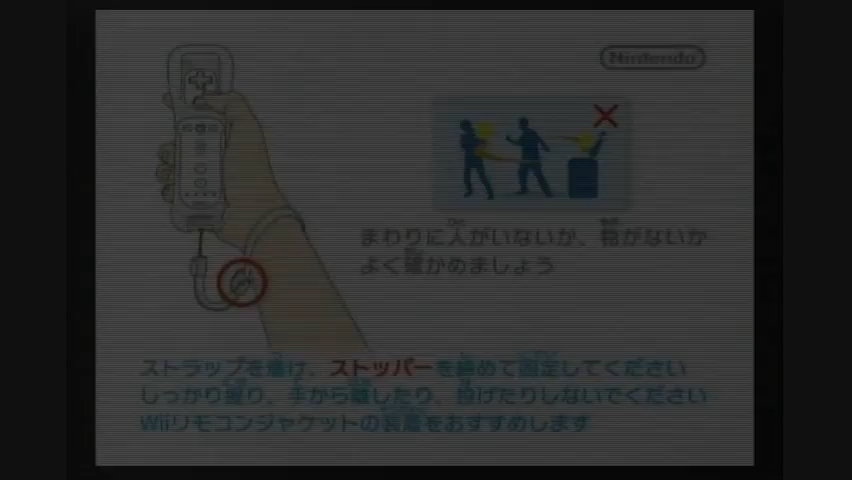 Nintendo
まわりに人がいないか、物がないか
よく確かめましょう
ストラップを着け、ストッパーを締めて固定してください
しっかり握り、手から離したり、投げたりしないでください
Wiiリモコンジャケットの装着をおすすめします